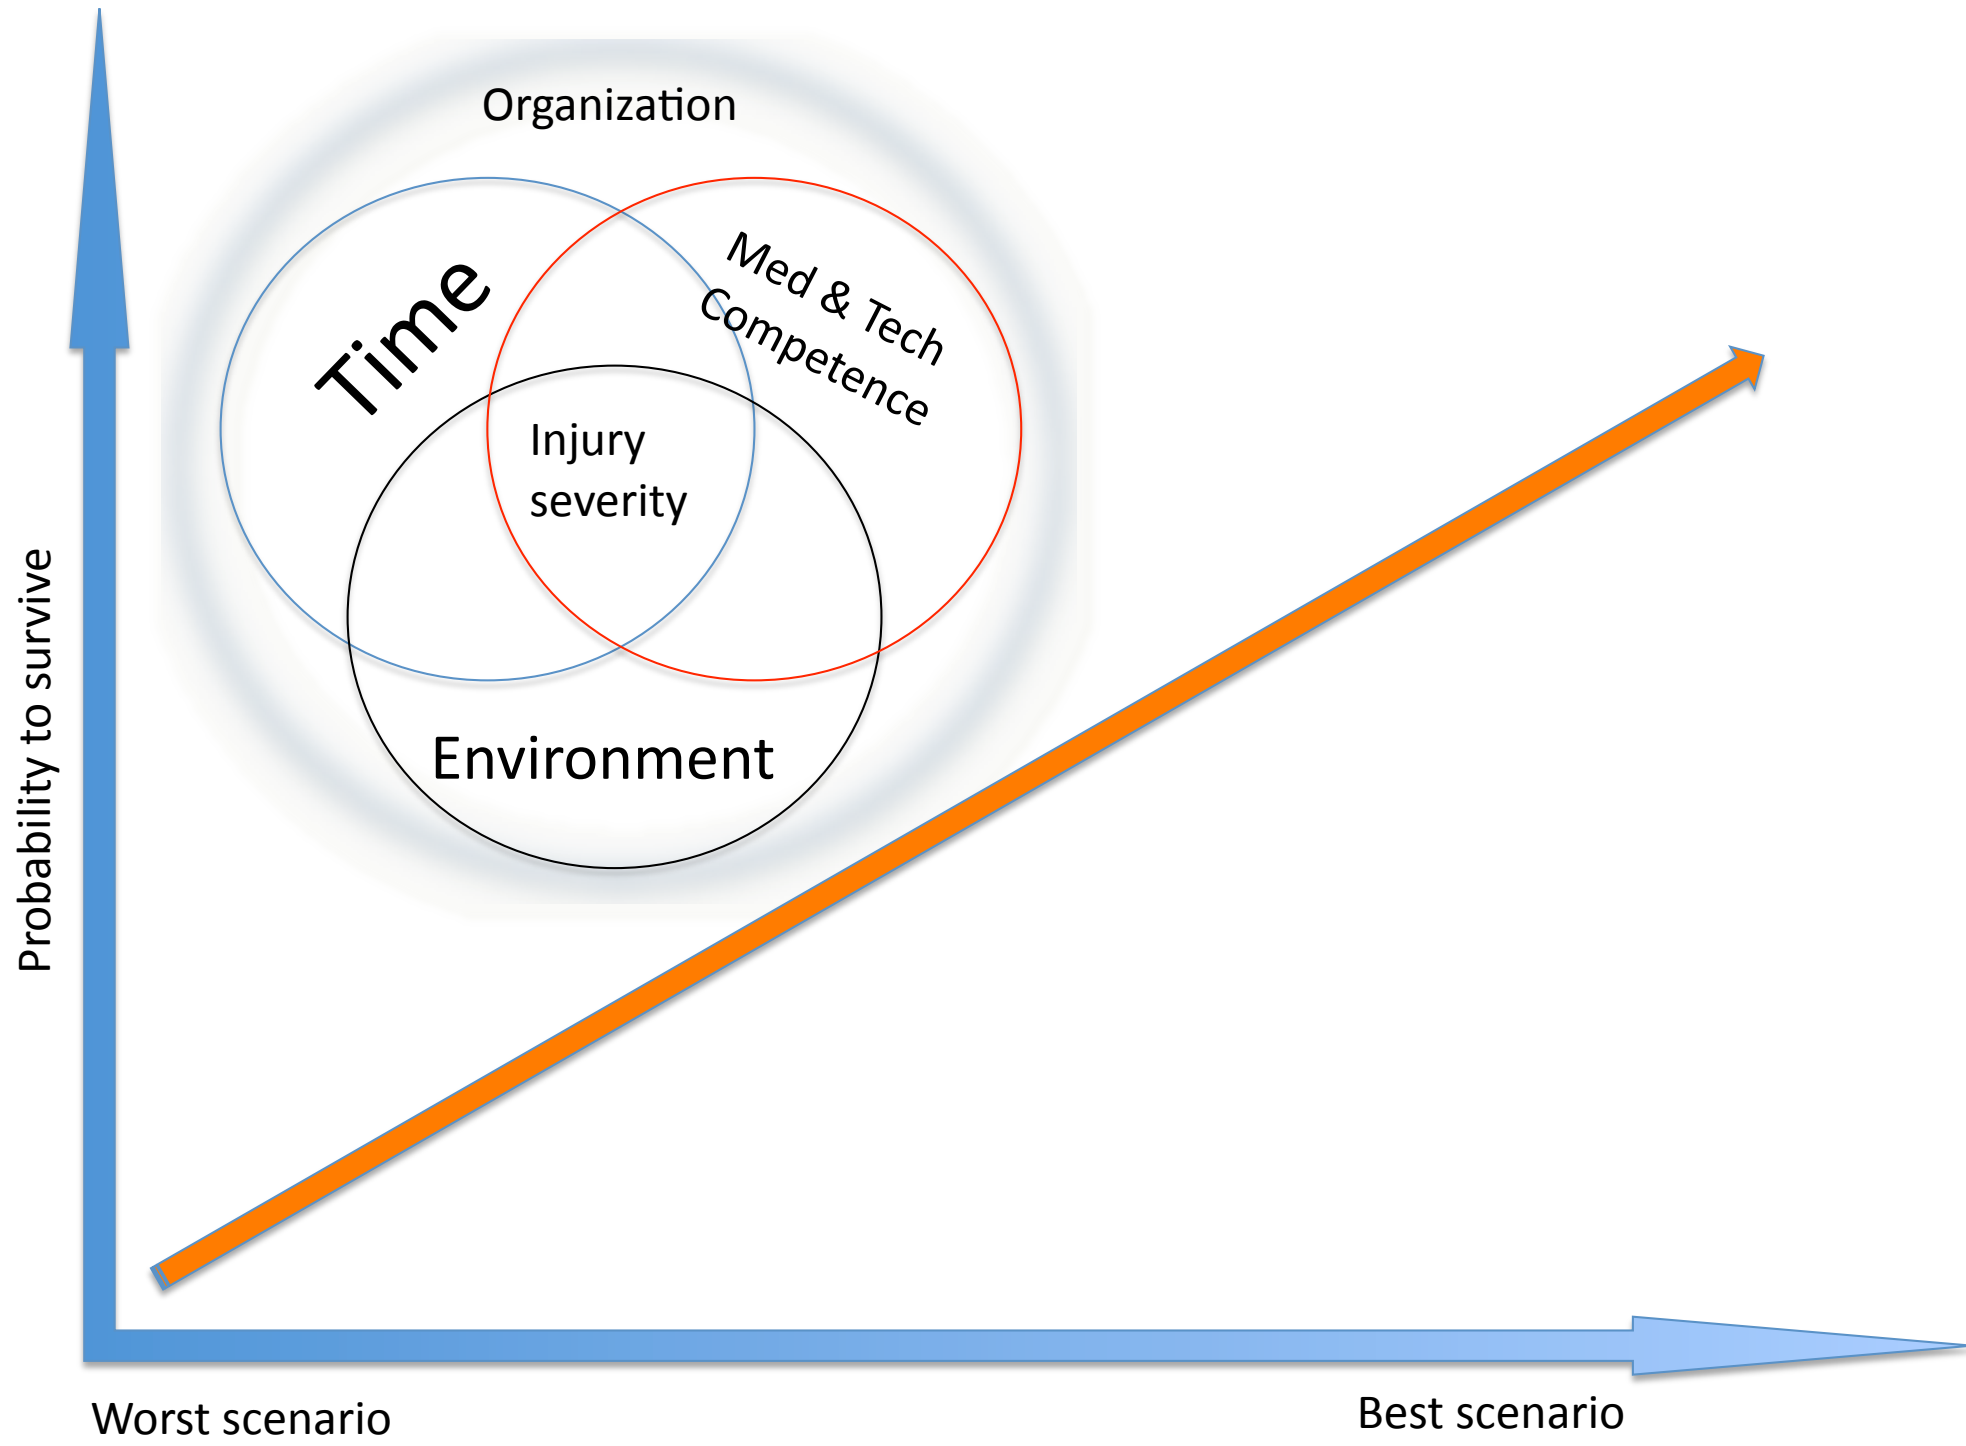 Organization
Time
Med & Tech
Competence
Injury
severity
Environment
Probability to survive
Worst scenario
Best scenario